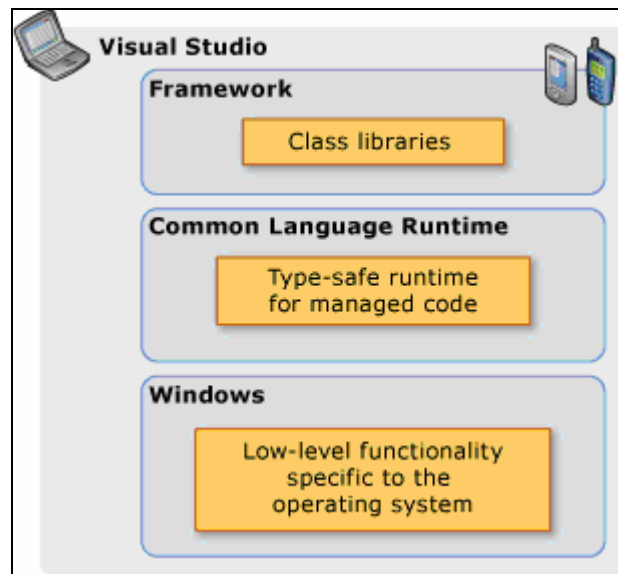 Visual Studio
Framework
Class libraries
Common Language Runtime
Type-safe runtime
for managed code
Windows
Low-level functionality
specific to the
operating system